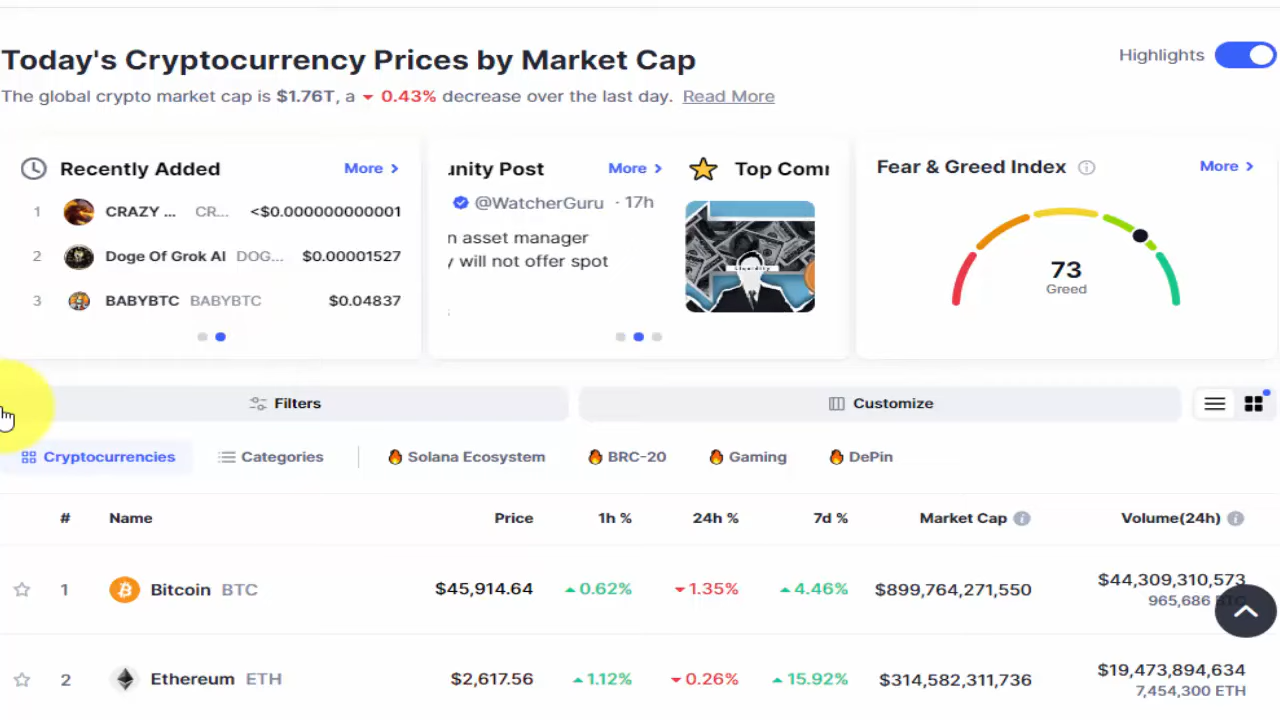 Today's Cryptocurrency Prices by Market Cap
Highlights
The global crypto market cap is $1.76T, a 0.43% decrease over the last day. Read More
Recently Added More >
1 CRAZY ... CR... <$0.000000000001
2 Doge Of Grok AI DOG... $0.00001527
3 BABYBTC BABYBTC $0.04837
unity Post More >
@WatcherGuru · 17h
n asset manager
y will not offer spot
Top Comm
Fear & Greed Index More >
73
Greed
Filters
Customize
Cryptocurrencies Categories Solana Ecosystem BRC-20 Gaming DePin
# Name Price 1h % 24h % 7d % Market Cap Volume(24h)
1 Bitcoin BTC $45,914.64 0.62% 1.35% 4.46% $899,764,271,550 $44,309,310,573
965,686 BTC
2 Ethereum ETH $2,617.56 1.12% 0.26% 15.92% $314,582,311,736 $19,473,894,634
7,454,300 ETH